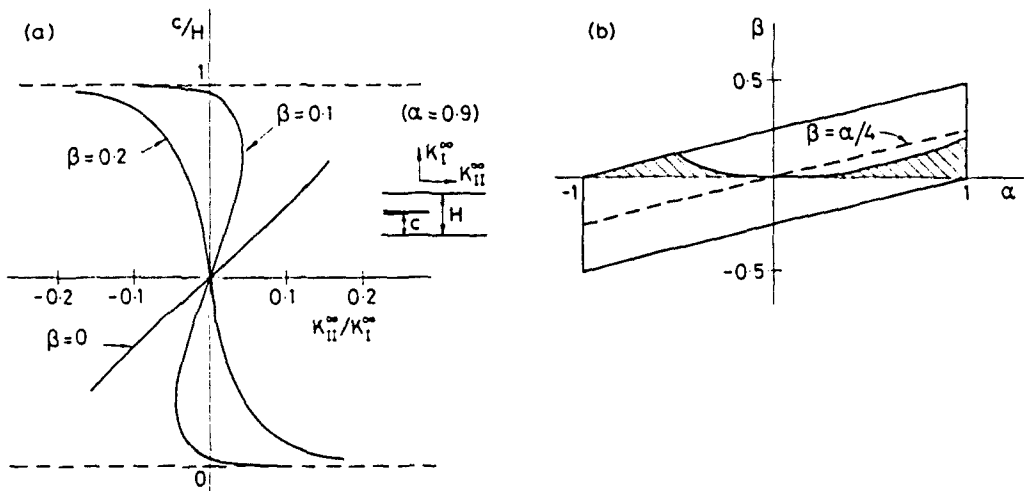 (a)
c/H
1
β=0·2
β=0·1
(α=0·9)
K_I^∞
K_II^∞
H
c
-0·2
-0·1
0·1
0·2
K_II^∞/K_I^∞
β=0
0
(b)
β
0·5
β=α/4
-1
1
α
-0·5